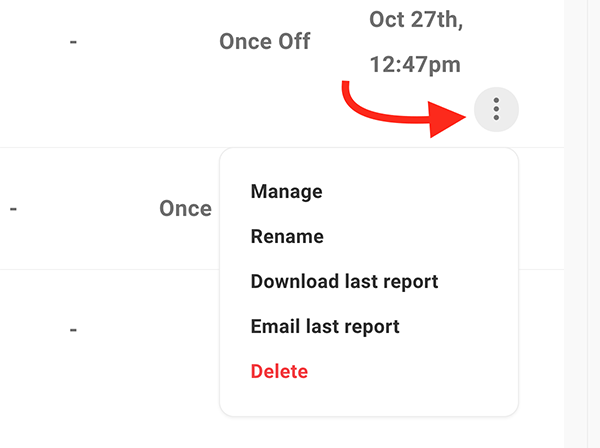 Oct 27th,
- Once Off
12:47pm
- Once
Manage
Rename
Download last report
Email last report
-
Delete